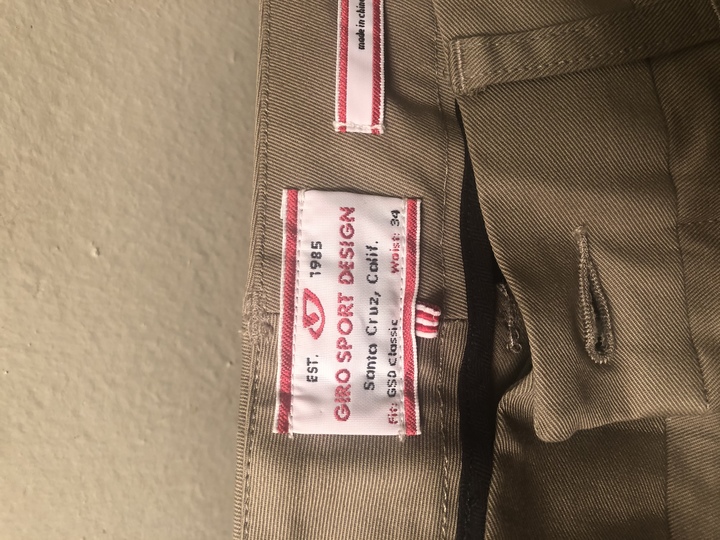 made in china
EST. 1985
GIRO SPORT DESIGN
Santa Cruz, Calif.
Fit: GSD Classic Waist: 34